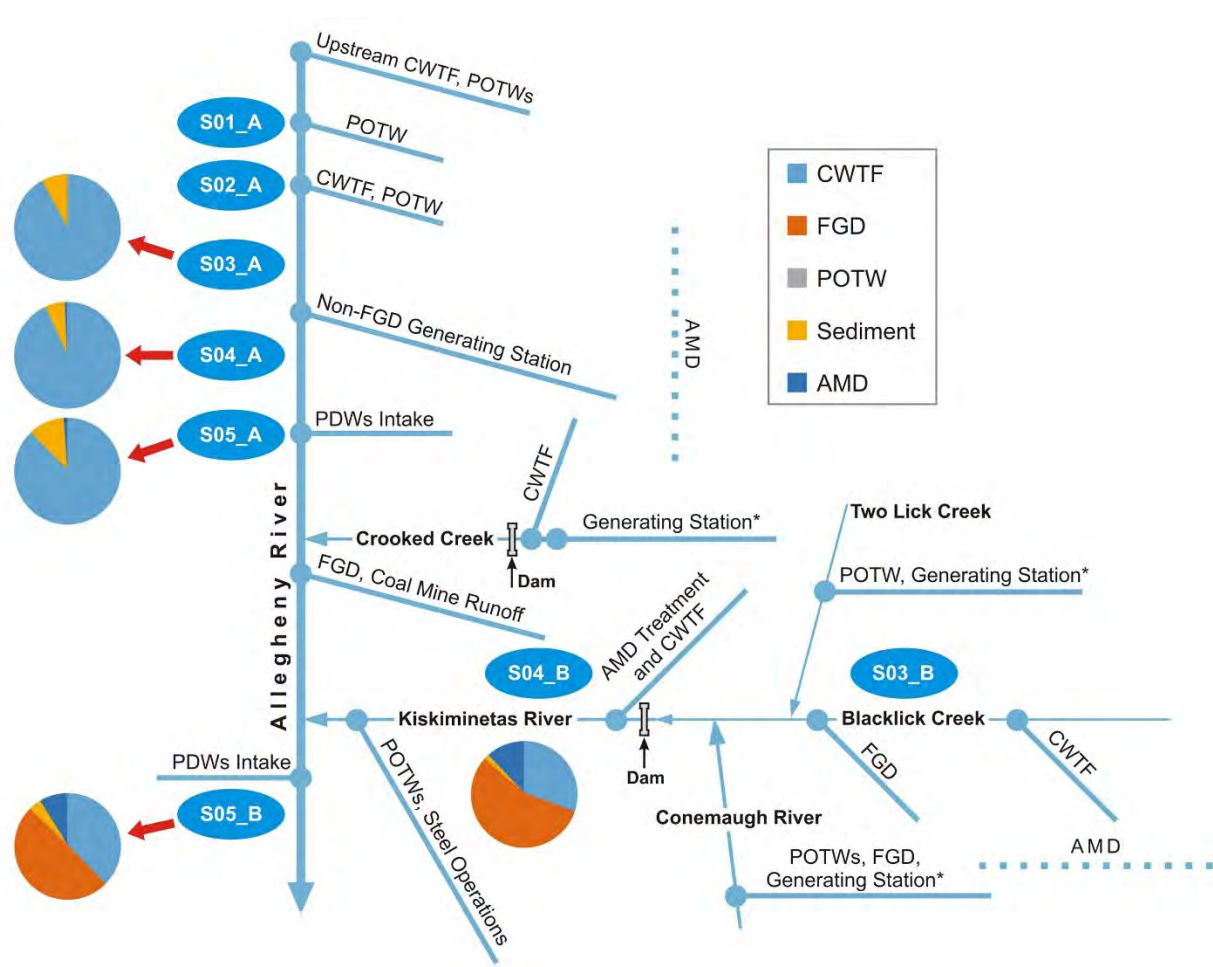 Upstream CWTF, POTWs
S01_A
POTW
S02_A
CWTF, POTW
S03_A
Non-FGD Generating Station
S04_A
S05_A
PDWs Intake
CWTF
FGD
POTW
Sediment
AMD
AMD
Allegheny River
CWTF
Crooked Creek
Generating Station*
Dam
FGD, Coal Mine Runoff
Two Lick Creek
POTW, Generating Station*
AMD Treatment
and CWTF
S04_B
S03_B
Kiskiminetas River
Blacklick Creek
Dam
FGD
CWTF
PDWs Intake
S05_B
POTWs, Steel Operations
Conemaugh River
POTWs, FGD,
Generating Station*
AMD